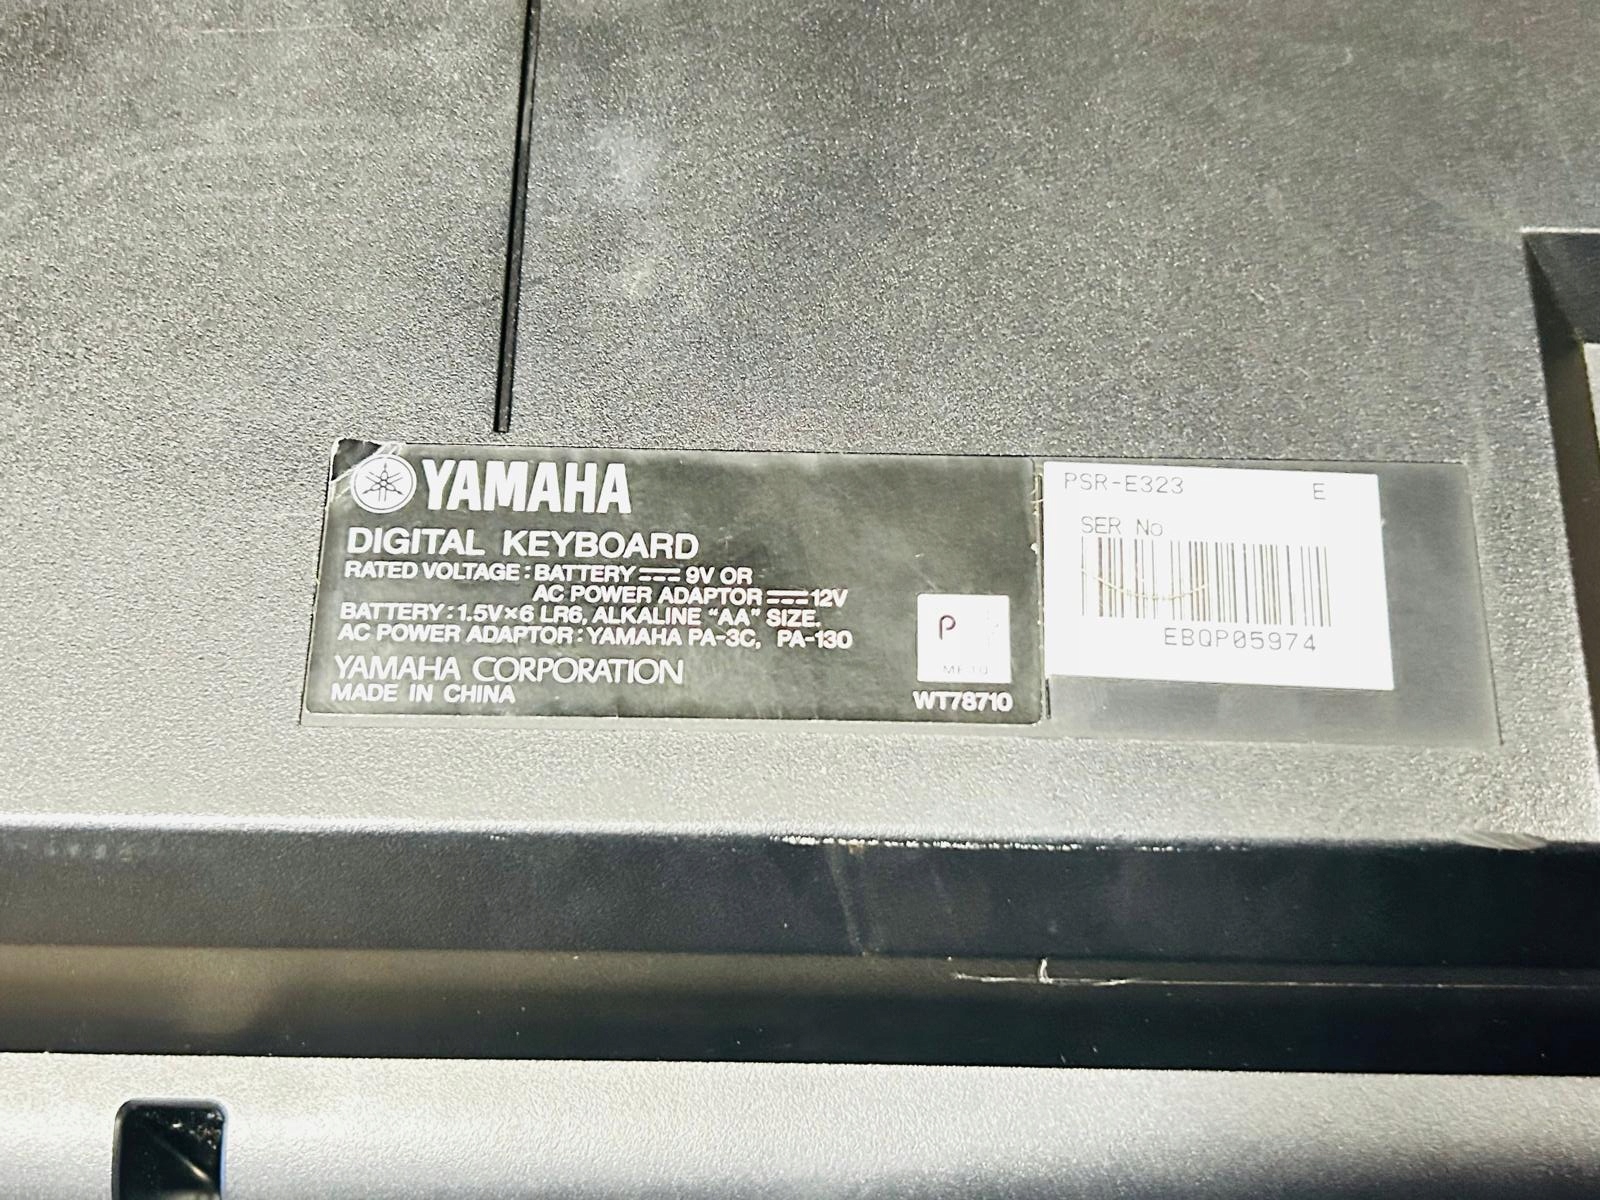 YAMAHA
DIGITAL KEYBOARD
RATED VOLTAGE : BATTERY 9V OR
AC POWER ADAPTOR 12V
BATTERY : 1.5V×6 LR6, ALKALINE "AA" SIZE.
AC POWER ADAPTOR : YAMAHA PA-3C, PA-130
YAMAHA CORPORATION
MADE IN CHINA
P
WT78710
PSR-E323 E
SER No
EBQP05974